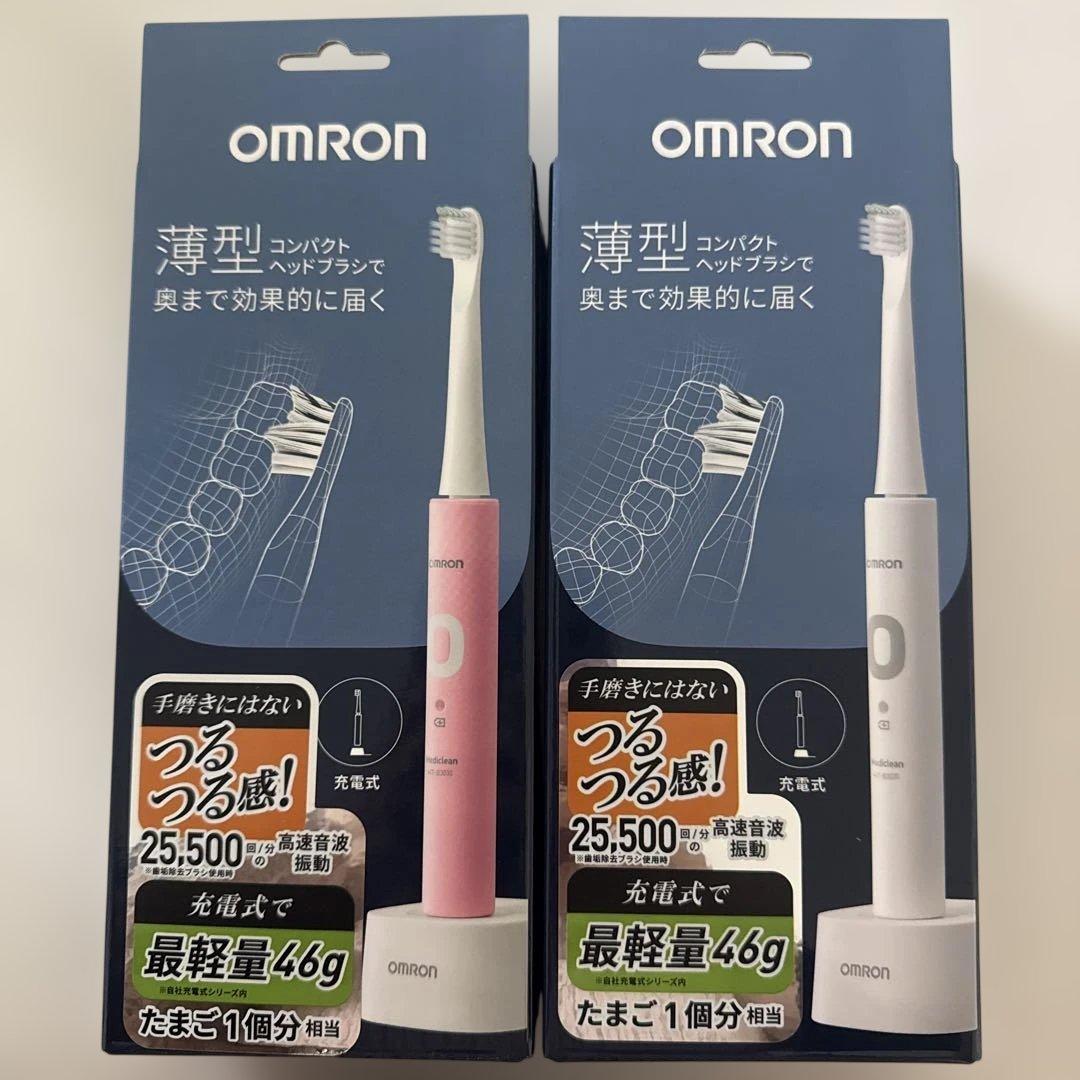 OMRON
薄型 コンパクト
ヘッドブラシで
奥まで効果的に届く
OMRON
0
Mediclean
手磨きにはない
つる
つる感!
充電式
25,500回/分の 高速音波
振動
※歯垢除去ブラシ使用時
充電式で
最軽量46g
※自社充電式シリーズ内
たまご1個分相当
OMRON
OMRON
薄型 コンパクト
ヘッドブラシで
奥まで効果的に届く
OMRON
0
Mediclean
手磨きにはない
つる
つる感!
充電式
25,500回/分の 高速音波
振動
※歯垢除去ブラシ使用時
充電式で
最軽量46g
※自社充電式シリーズ内
たまご1個分相当
OMRON